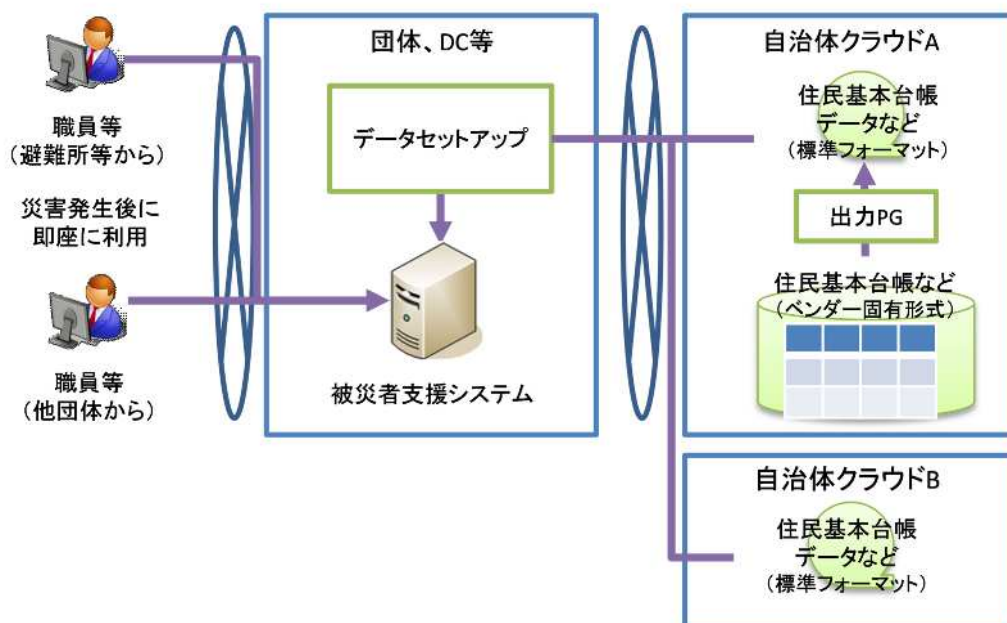 職員等
（避難所等から）
災害発生後に
即座に利用
職員等
（他団体から）
団体、DC等
データセットアップ
被災者支援システム
自治体クラウドA
住民基本台帳
データなど
（標準フォーマット）
出力PG
住民基本台帳など
（ベンダー固有形式）
自治体クラウドB
住民基本台帳
データなど
（標準フォーマット）